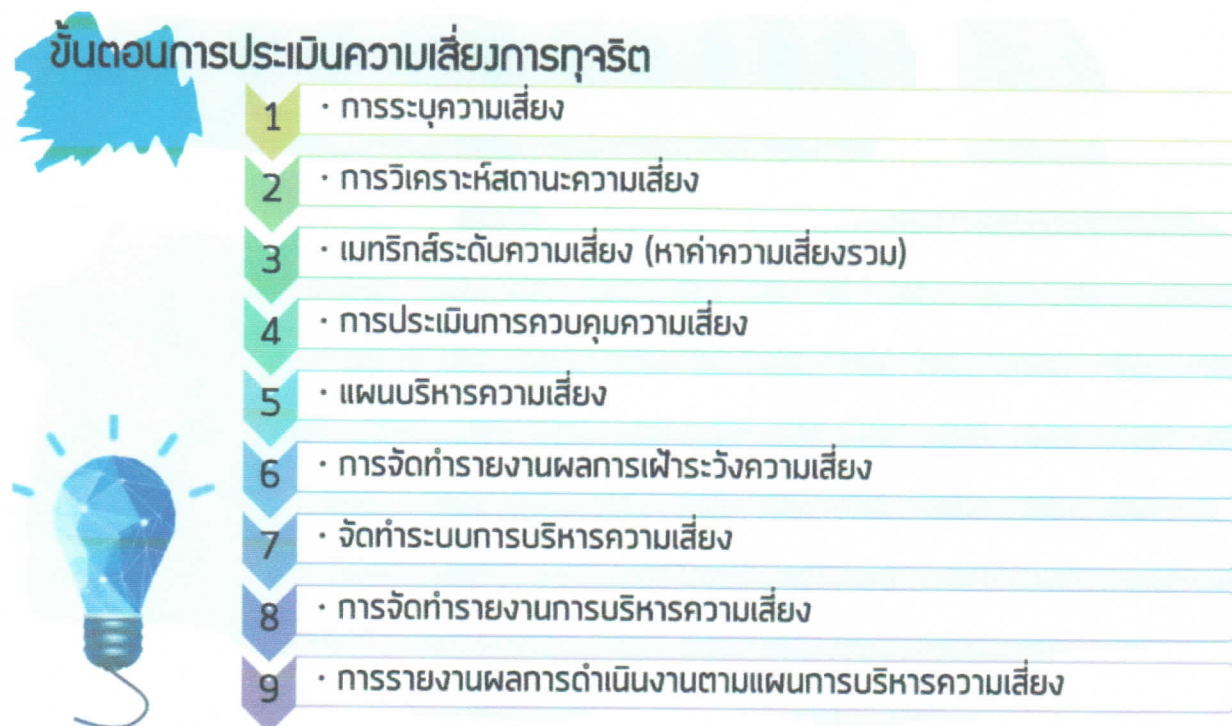 ขั้นตอนการประเมินความเสี่ยงการทุจริต
1 · การระบุความเสี่ยง
2 · การวิเคราะห์สถานะความเสี่ยง
3 · เมทริกส์ระดับความเสี่ยง (หาค่าความเสี่ยงรวม)
4 · การประเมินการควบคุมความเสี่ยง
5 · แผนบริหารความเสี่ยง
6 · การจัดทำรายงานผลการเฝ้าระวังความเสี่ยง
7 · จัดทำระบบการบริหารความเสี่ยง
8 · การจัดทำรายงานการบริหารความเสี่ยง
9 · การรายงานผลการดำเนินงานตามแผนการบริหารความเสี่ยง